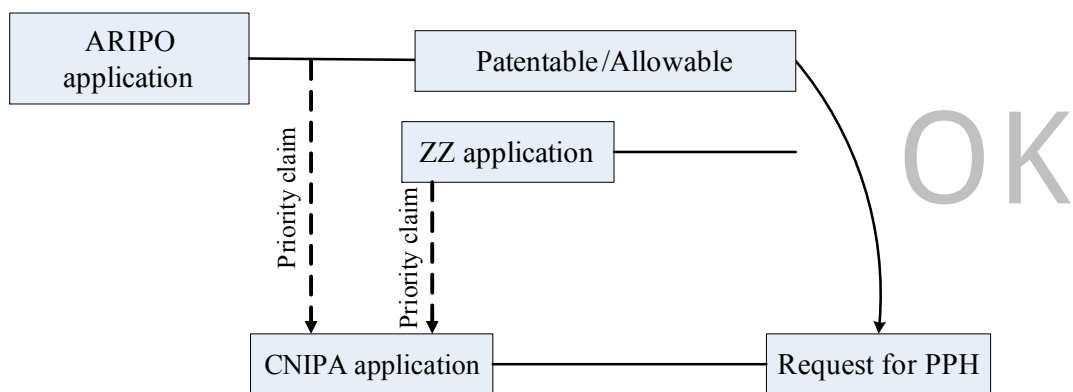 ARIPO
application
Patentable/Allowable
OK
ZZ application
Priority claim
Priority claim
CNIPA application
Request for PPH